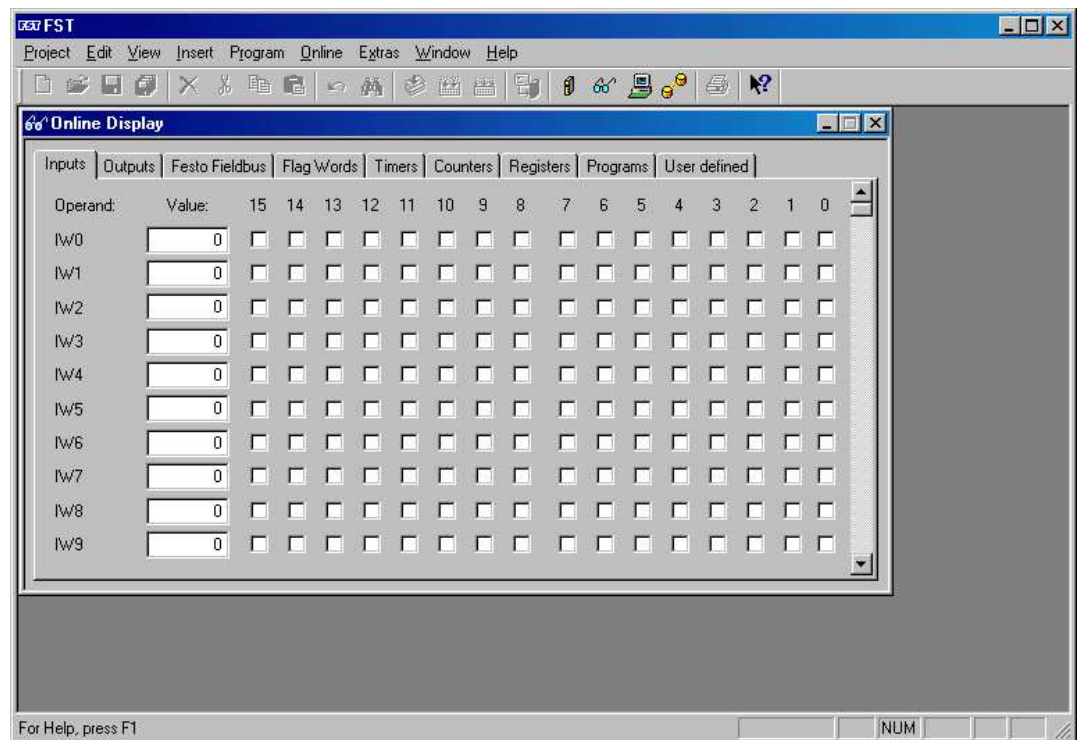 FST FST
Project Edit View Insert Program Online Extras Window Help
Online Display
Inputs Outputs Festo Fieldbus Flag Words Timers Counters Registers Programs User defined
Operand: Value: 15 14 13 12 11 10 9 8 7 6 5 4 3 2 1 0
IW0 0
IW1 0
IW2 0
IW3 0
IW4 0
IW5 0
IW6 0
IW7 0
IW8 0
IW9 0
For Help, press F1 NUM